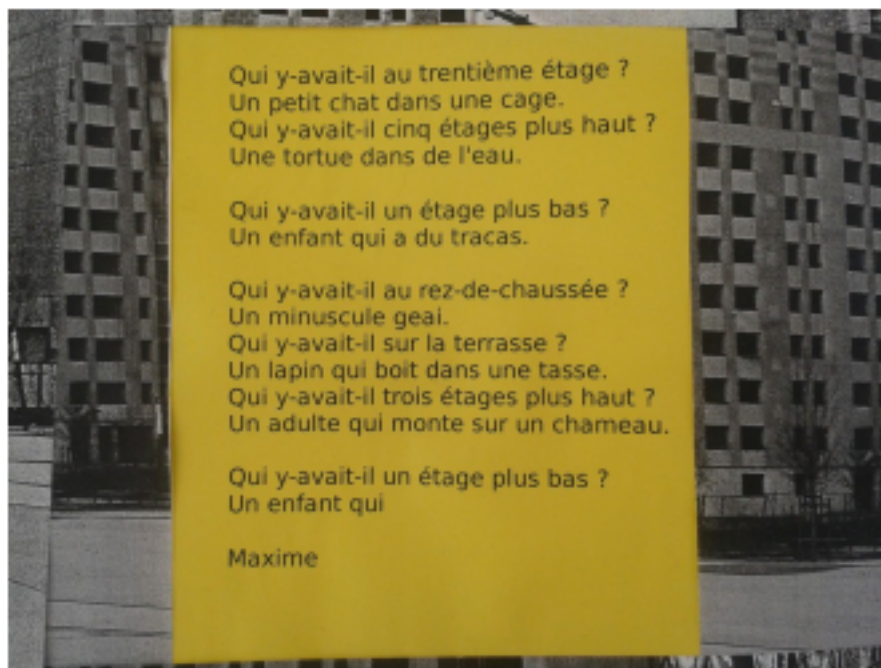 Qui y-avait-il au trentième étage ?
Un petit chat dans une cage.
Qui y-avait-il cinq étages plus haut ?
Une tortue dans de l'eau.
Qui y-avait-il un étage plus bas ?
Un enfant qui a du tracas.
Qui y-avait-il au rez-de-chaussée ?
Un minuscule geai.
Qui y-avait-il sur la terrasse ?
Un lapin qui boit dans une tasse.
Qui y-avait-il trois étages plus haut ?
Un adulte qui monte sur un chameau.
Qui y-avait-il un étage plus bas ?
Un enfant qui
Maxime